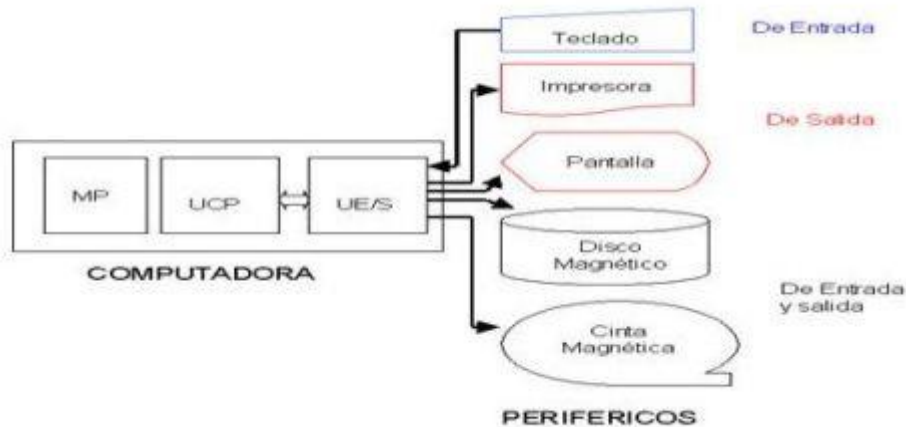 Teclado
De Entrada
Impresora
De Salida
Pantalla
MP
UCP
UE/S
Disco
Magnético
COMPUTADORA
De Entrada
y salida
Cinta
Magnética
PERIFERICOS